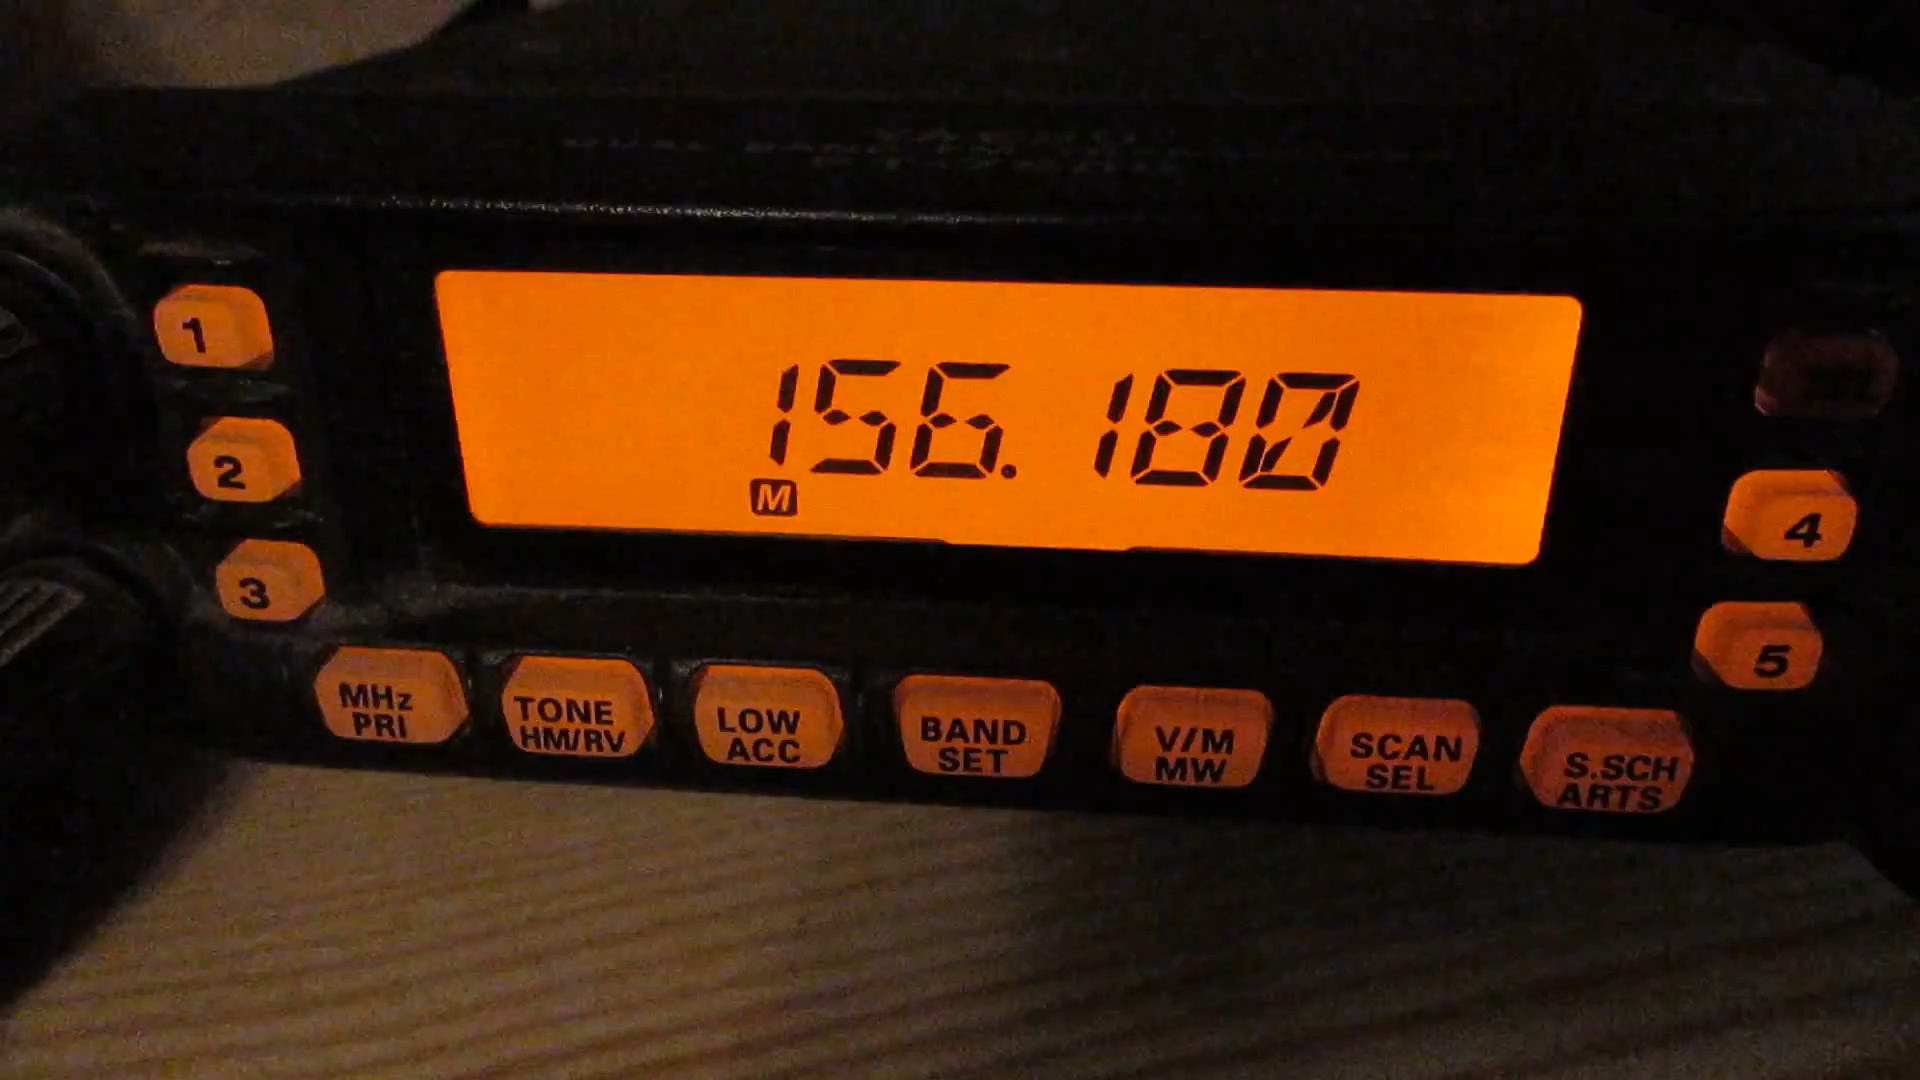 1
156.180
M
2
3
4
5
MHz
PRI
TONE
HM/RV
LOW
ACC
BAND
SET
V/M
MW
SCAN
SEL
S.SCH
ARTS